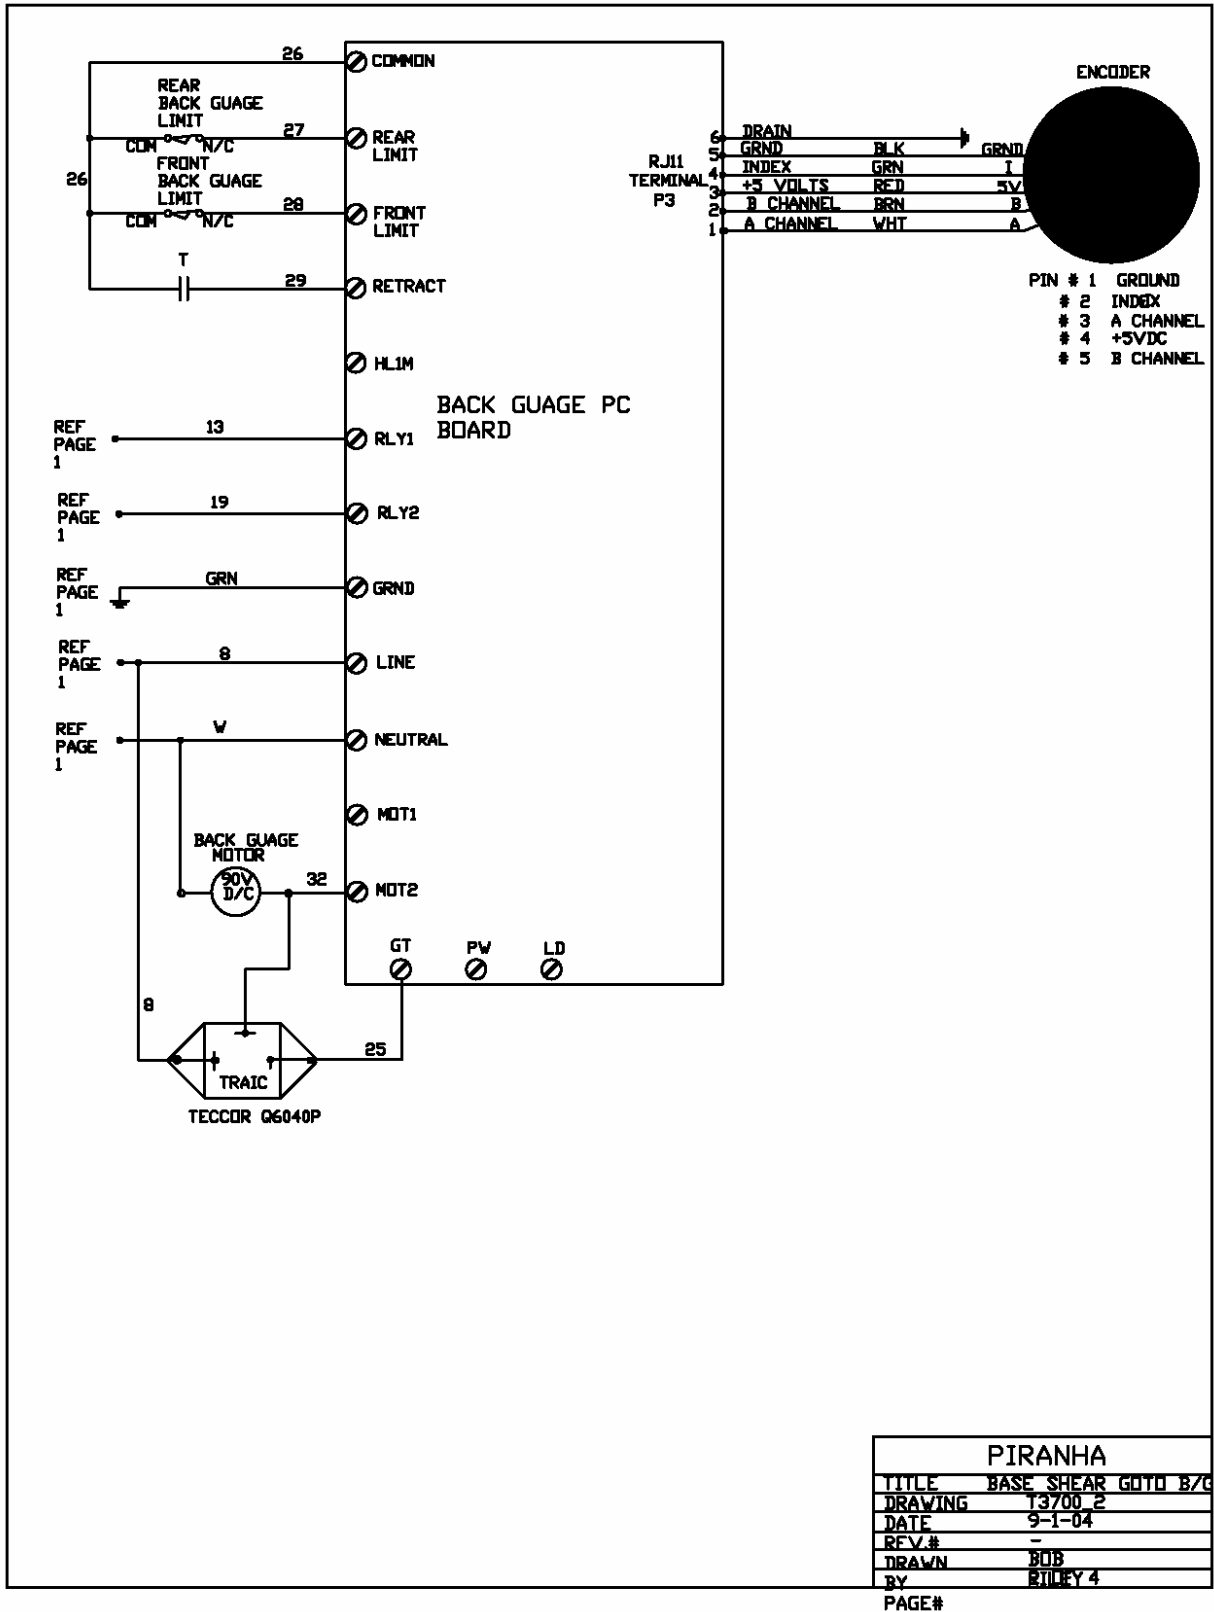 26
COMMON
REAR
BACK GUAGE
LIMIT
COM
N/C
27
REAR
LIMIT
26
FRONT
BACK GUAGE
LIMIT
COM
N/C
28
FRONT
LIMIT
T
29
RETRACT
HL1M
BACK GUAGE PC
BOARD
REF
PAGE
1
13
RLY1
REF
PAGE
1
19
RLY2
REF
PAGE
1
GRN
GRND
REF
PAGE
1
8
LINE
REF
PAGE
1
W
NEUTRAL
MOT1
BACK GUAGE
MOTOR
90V
D/C
32
MOT2
GT
PW
LD
8
25
TRAIC
TECCOR Q6040P
RJ11
TERMINAL
P3
6 DRAIN
5 GRND BLK GRND
4 INDEX GRN I
3 +5 VOLTS RED 5V
2 B CHANNEL BRN B
1 A CHANNEL WHT A
ENCODER
PIN # 1 GROUND
# 2 INDEX
# 3 A CHANNEL
# 4 +5VDC
# 5 B CHANNEL
PIRANHA
TITLE BASE SHEAR GOTO B/G
DRAWING T3700_2
DATE 9-1-04
REV.# -
DRAWN BOB
BY RILEY 4
PAGE#